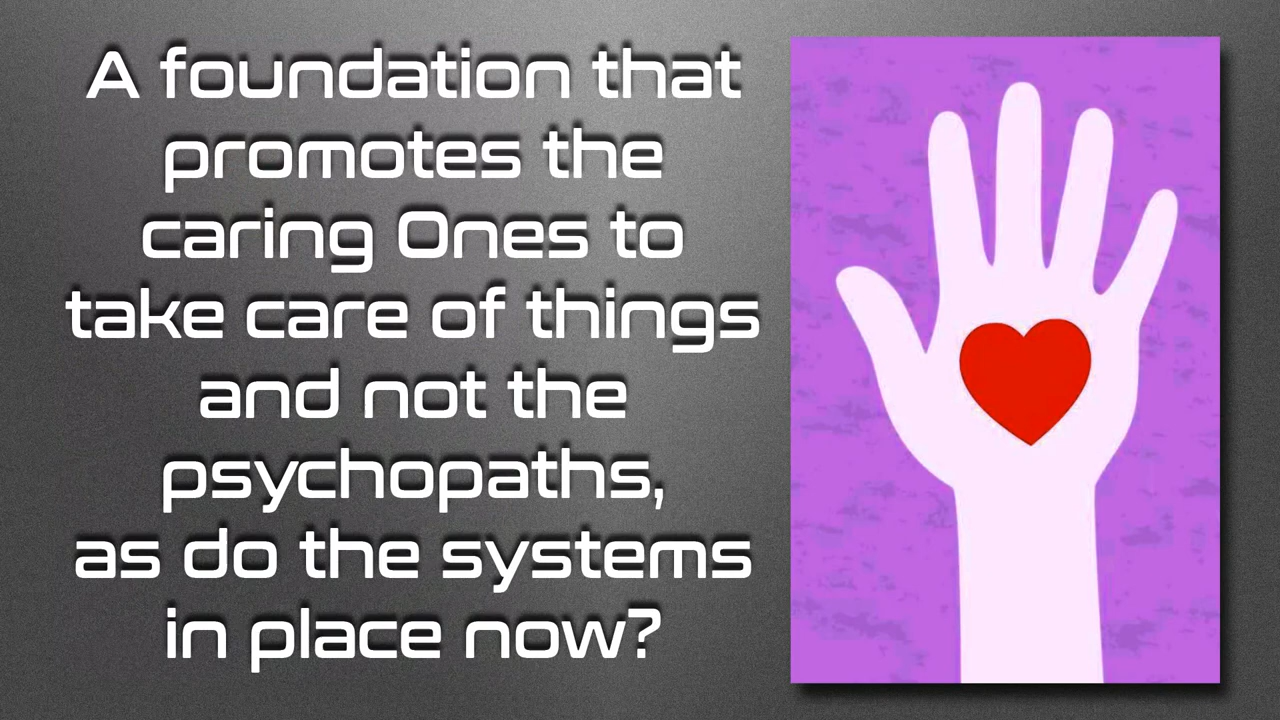 A foundation that
promotes the
caring Ones to
take care of things
and not the
psychopaths,
as do the systems
in place now?